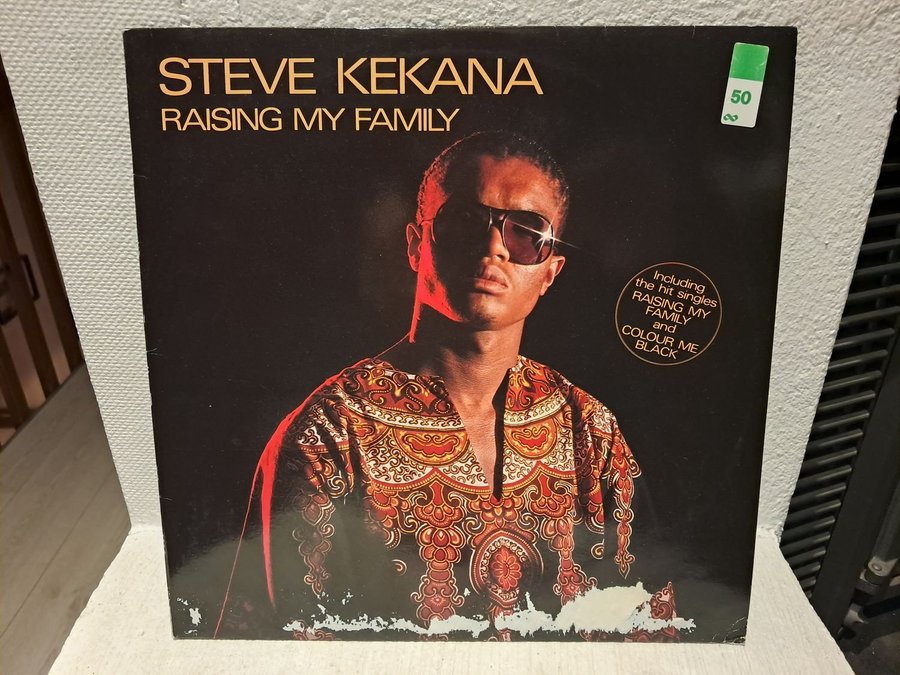 STEVE KEKANA
RAISING MY FAMILY
50
Including
the hit singles
RAISING MY
FAMILY
and
COLOUR ME
BLACK